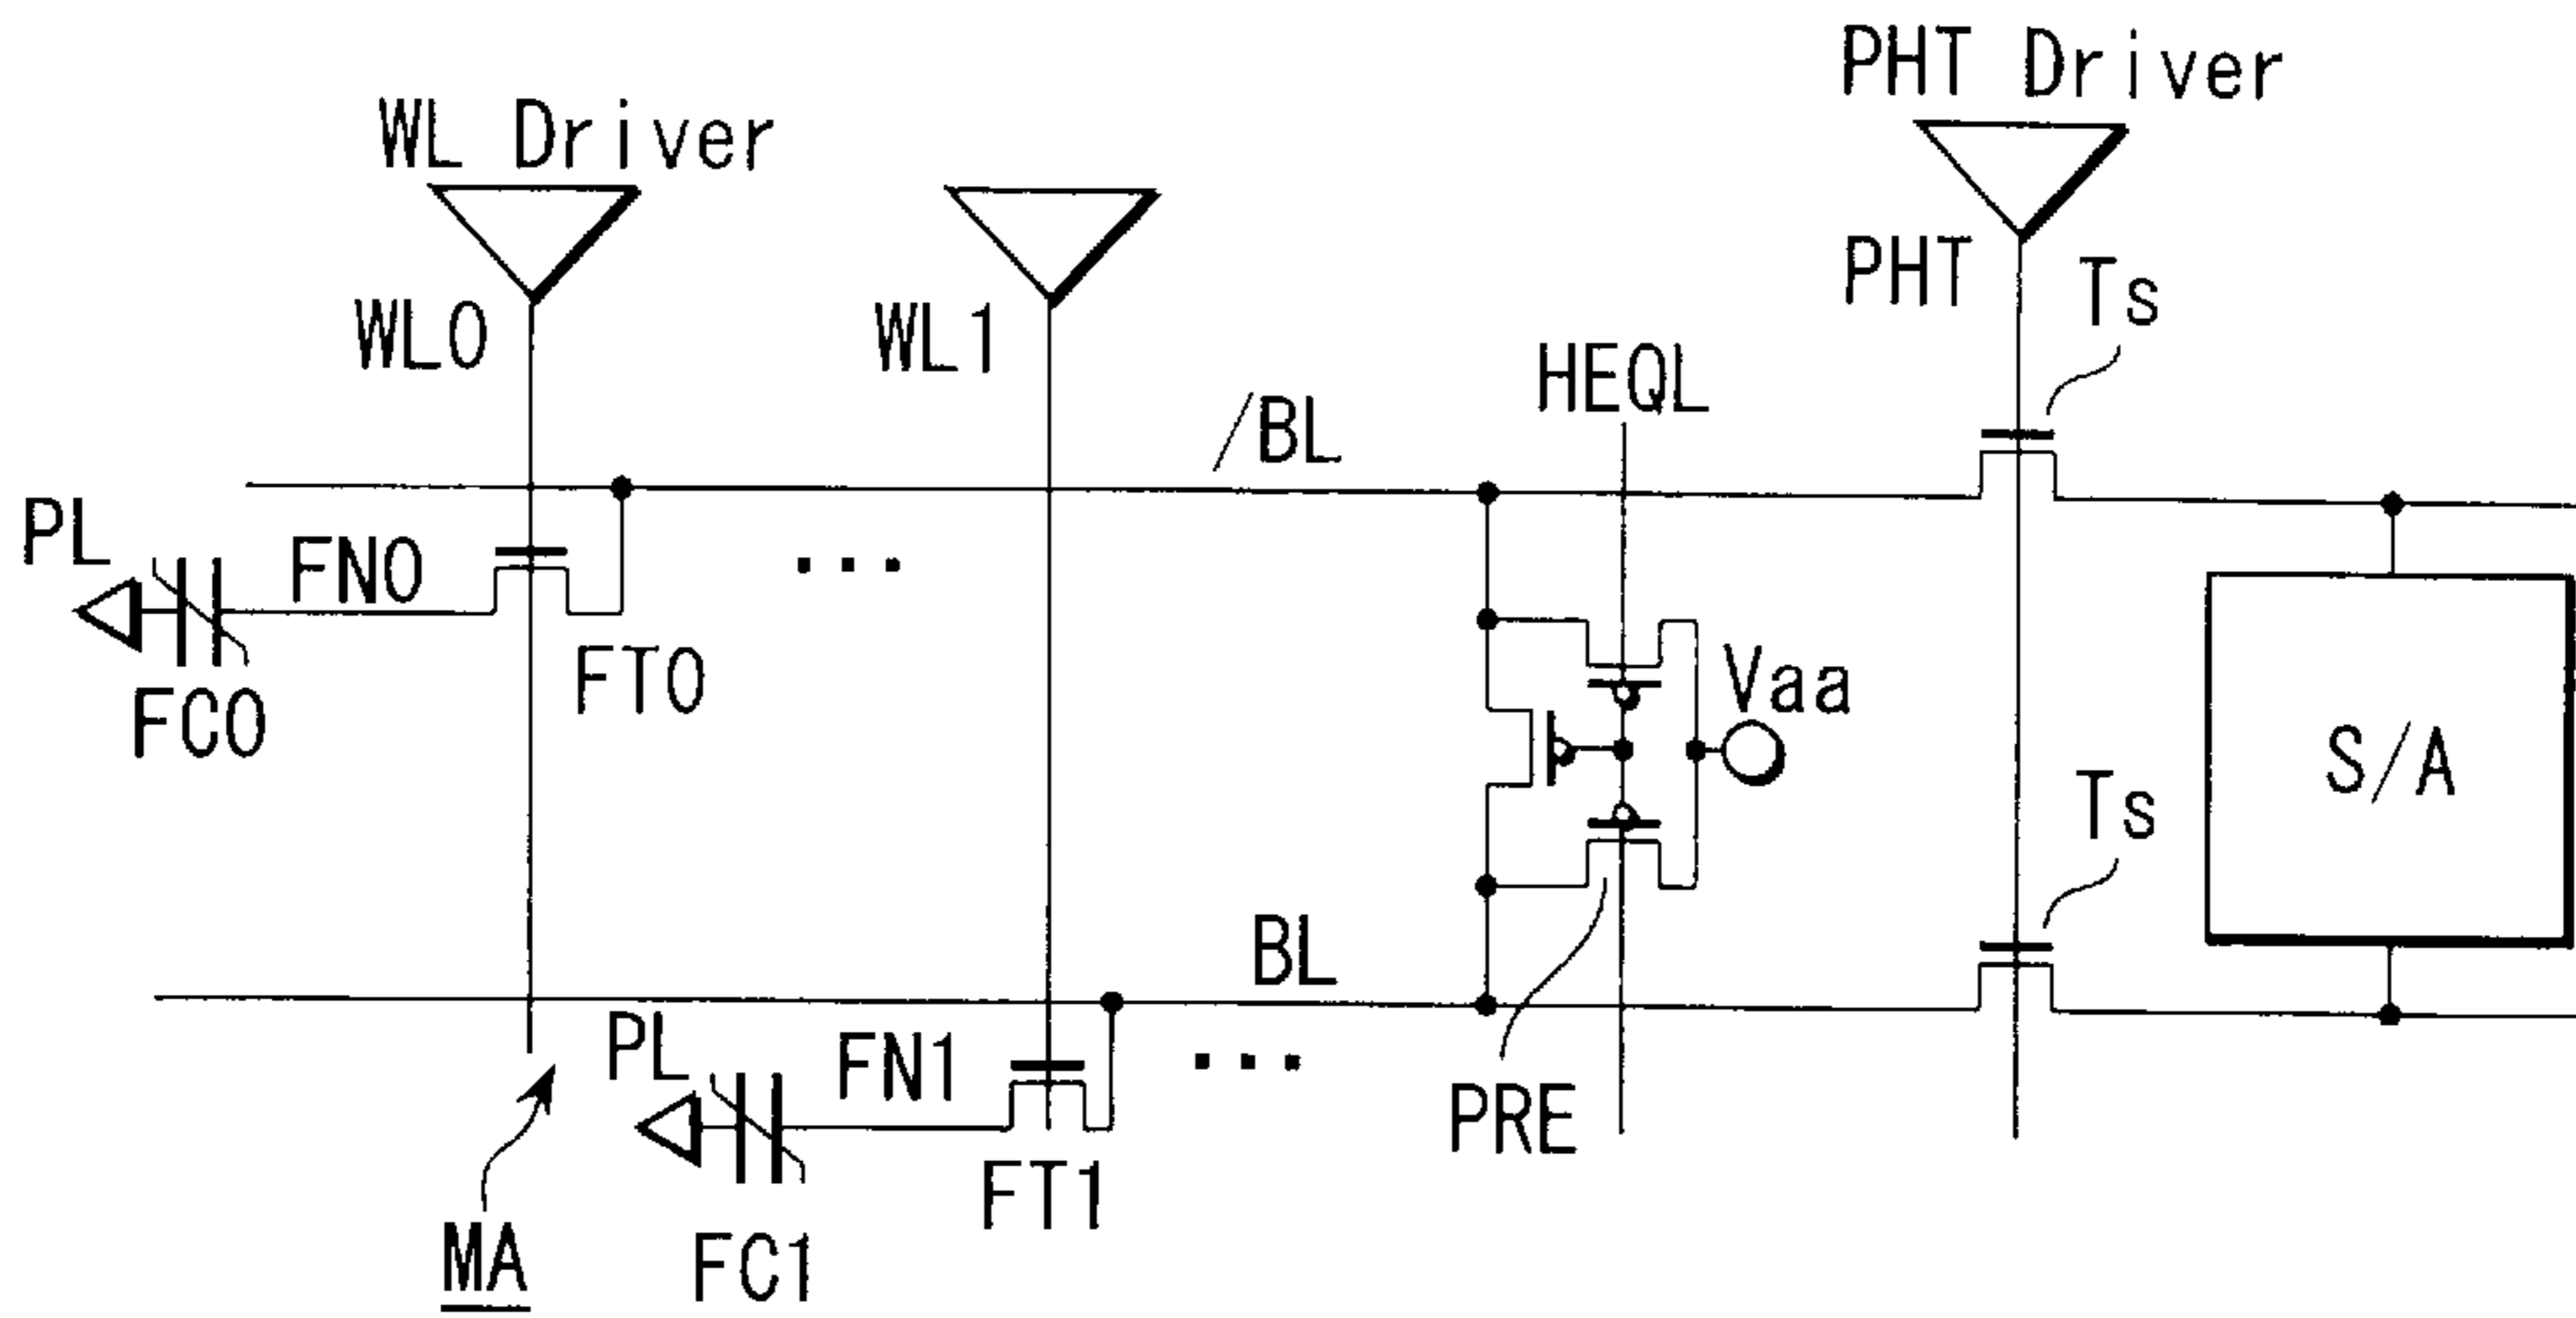 PHT Driver
WL Driver
PHT
Ts
WL0
WL1
HEQL
/BL
PL
FN0
...
FT0
Vaa
FC0
S/A
Ts
BL
PL
FN1
...
PRE
FT1
MA
FC1